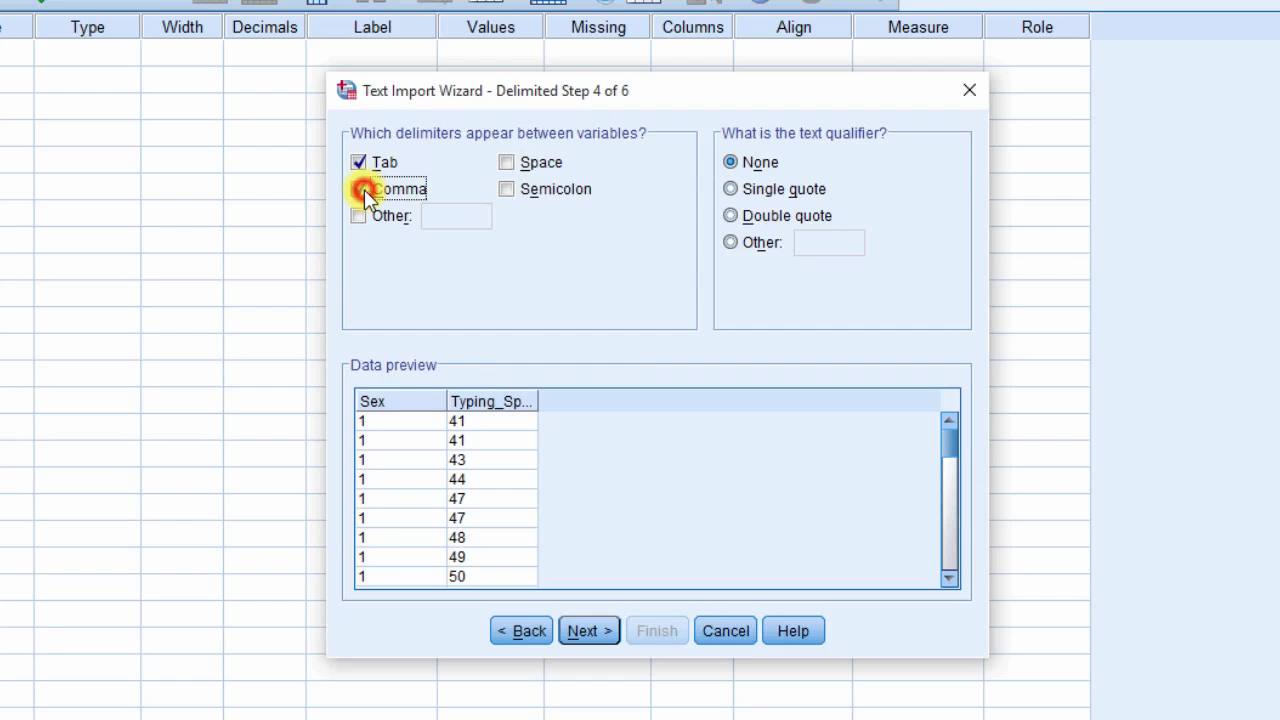 Type Width Decimals Label Values Missing Columns Align Measure Role
Text Import Wizard - Delimited Step 4 of 6
Which delimiters appear between variables?
Tab Space
Comma Semicolon
Other:
What is the text qualifier?
None
Single quote
Double quote
Other:
Data preview
Sex Typing_Sp...
1 41
1 41
1 43
1 44
1 47
1 47
1 48
1 49
1 50
< Back Next > Finish Cancel Help